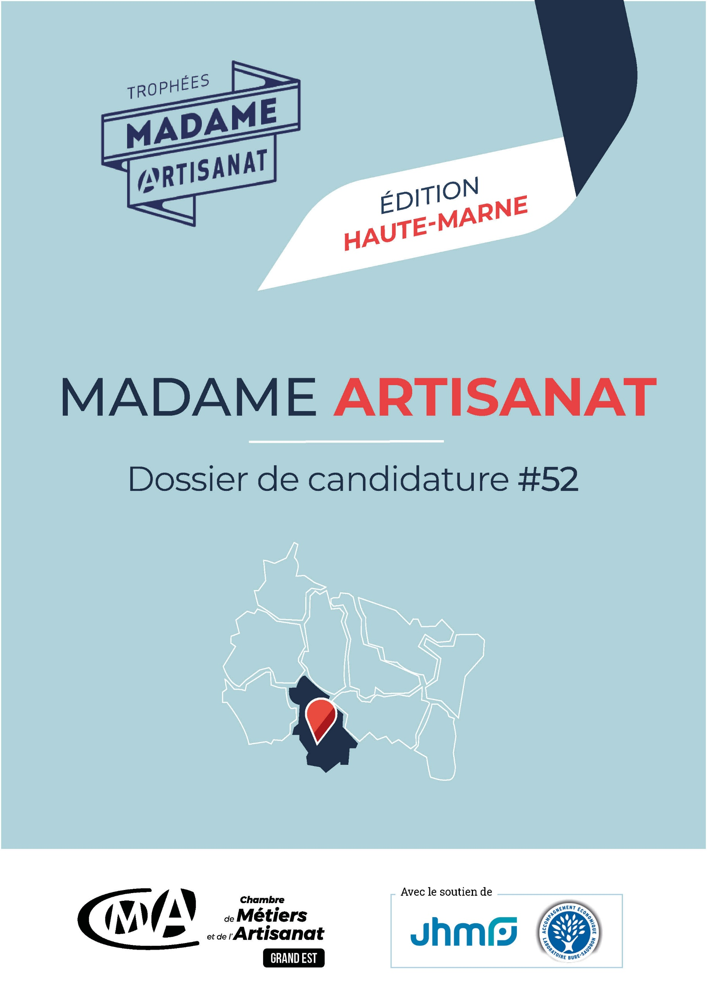 TROPHÉES
MADAME
ARTISANAT
ÉDITION
HAUTE-MARNE
MADAME ARTISANAT
Dossier de candidature #52
CMA
Chambre
de Métiers
et de l'Artisanat
GRAND EST
Avec le soutien de
Jhm
ACCOMPAGNEMENT ÉCONOMIQUE
LABORATOIRE BURE-SAUDRON